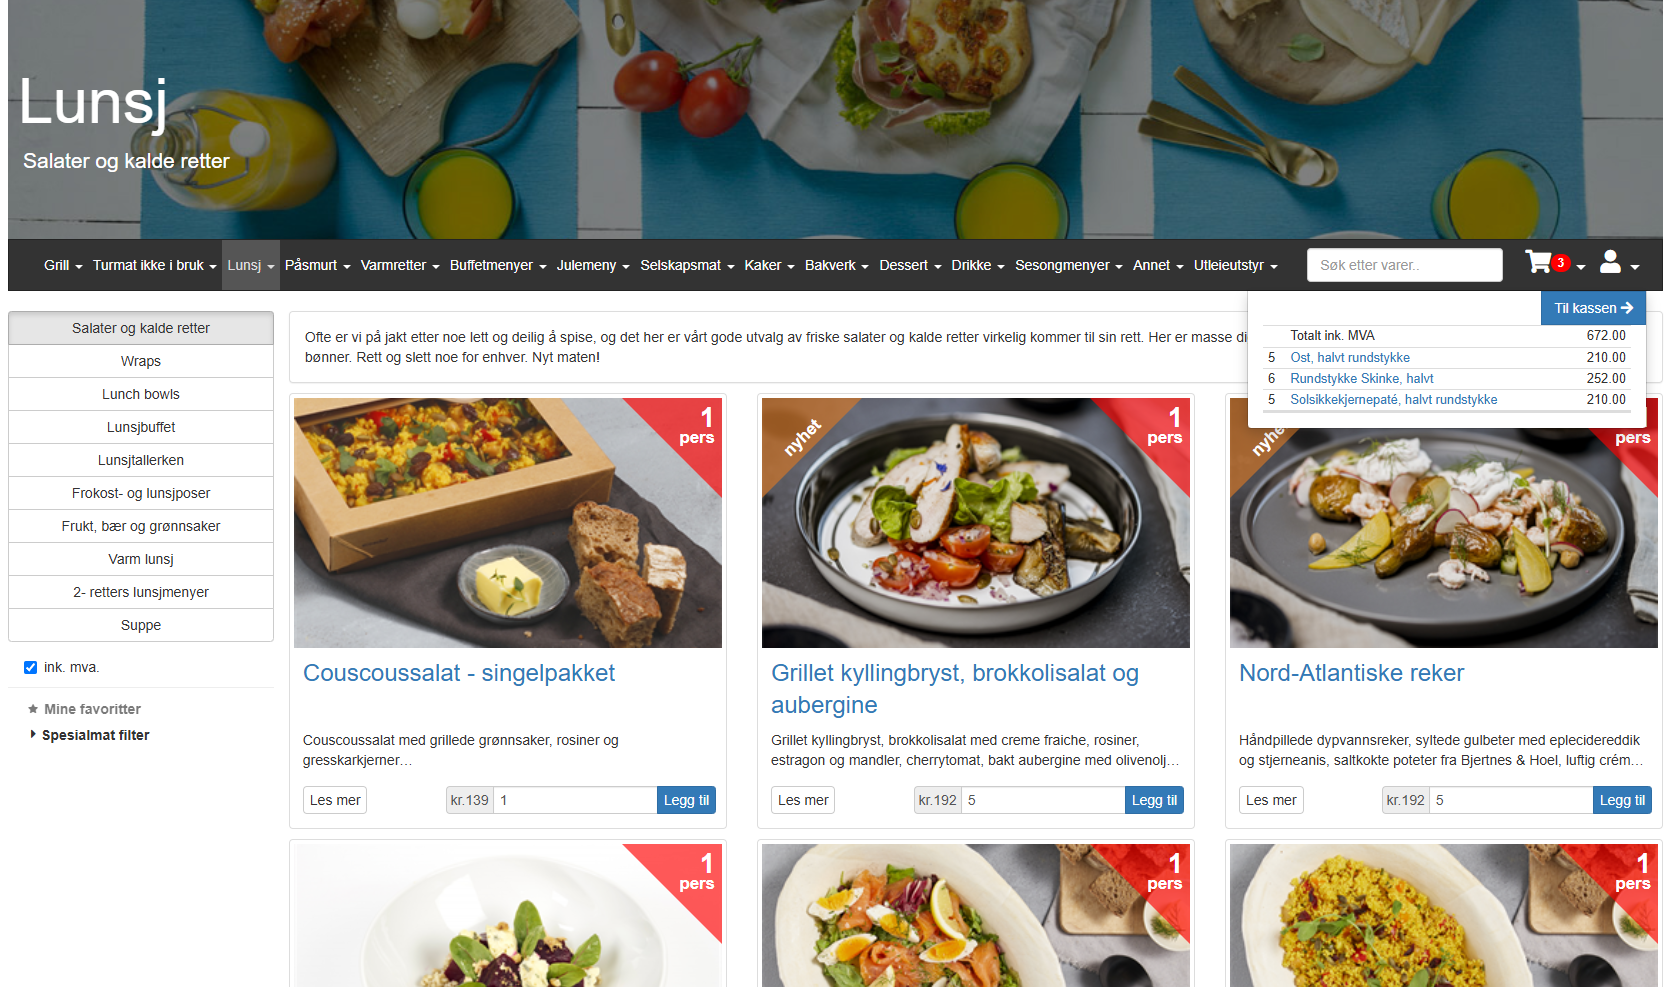 Lunsj
Salater og kalde retter
Grill Turmat ikke i bruk Lunsj Påsmurt Varmretter Buffetmenyer Julemeny Selskapsmat Kaker Bakverk Dessert Drikke Sesongmenyer Annet Utleieutstyr Søk etter varer.. 3
Til kassen
Totalt ink. MVA 672.00
5 Ost, halvt rundstykke 210.00
6 Rundstykke Skinke, halvt 252.00
5 Solsikkekjernepaté, halvt rundstykke 210.00
Salater og kalde retter
Wraps
Lunch bowls
Lunsjbuffet
Lunsjtallerken
Frokost- og lunsjposer
Frukt, bær og grønnsaker
Varm lunsj
2- retters lunsjmenyer
Suppe
ink. mva.
Mine favoritter
Spesialmat filter
Ofte er vi på jakt etter noe lett og deilig å spise, og det her er vårt gode utvalg av friske salater og kalde retter virkelig kommer til sin rett. Her er masse
bønner. Rett og slett noe for enhver. Nyt maten!
1
pers
Couscoussalat - singelpakket
Couscoussalat med grillede grønnsaker, rosiner og
gresskarkjerner…
Les mer kr.139 1 Legg til
nyhet
1
pers
Grillet kyllingbryst, brokkolisalat og
aubergine
Grillet kyllingbryst, brokkolisalat med creme fraiche, rosiner,
estragon og mandler, cherrytomat, bakt aubergine med olivenolj…
Les mer kr.192 5 Legg til
nyhe
pers
Nord-Atlantiske reker
Håndpillede dypvannsreker, syltede gulbeter med eplecidereddik
og stjerneanis, saltkokte poteter fra Bjertnes & Hoel, luftig crém…
Les mer kr.192 5 Legg til
1
pers
1
pers
1
pers